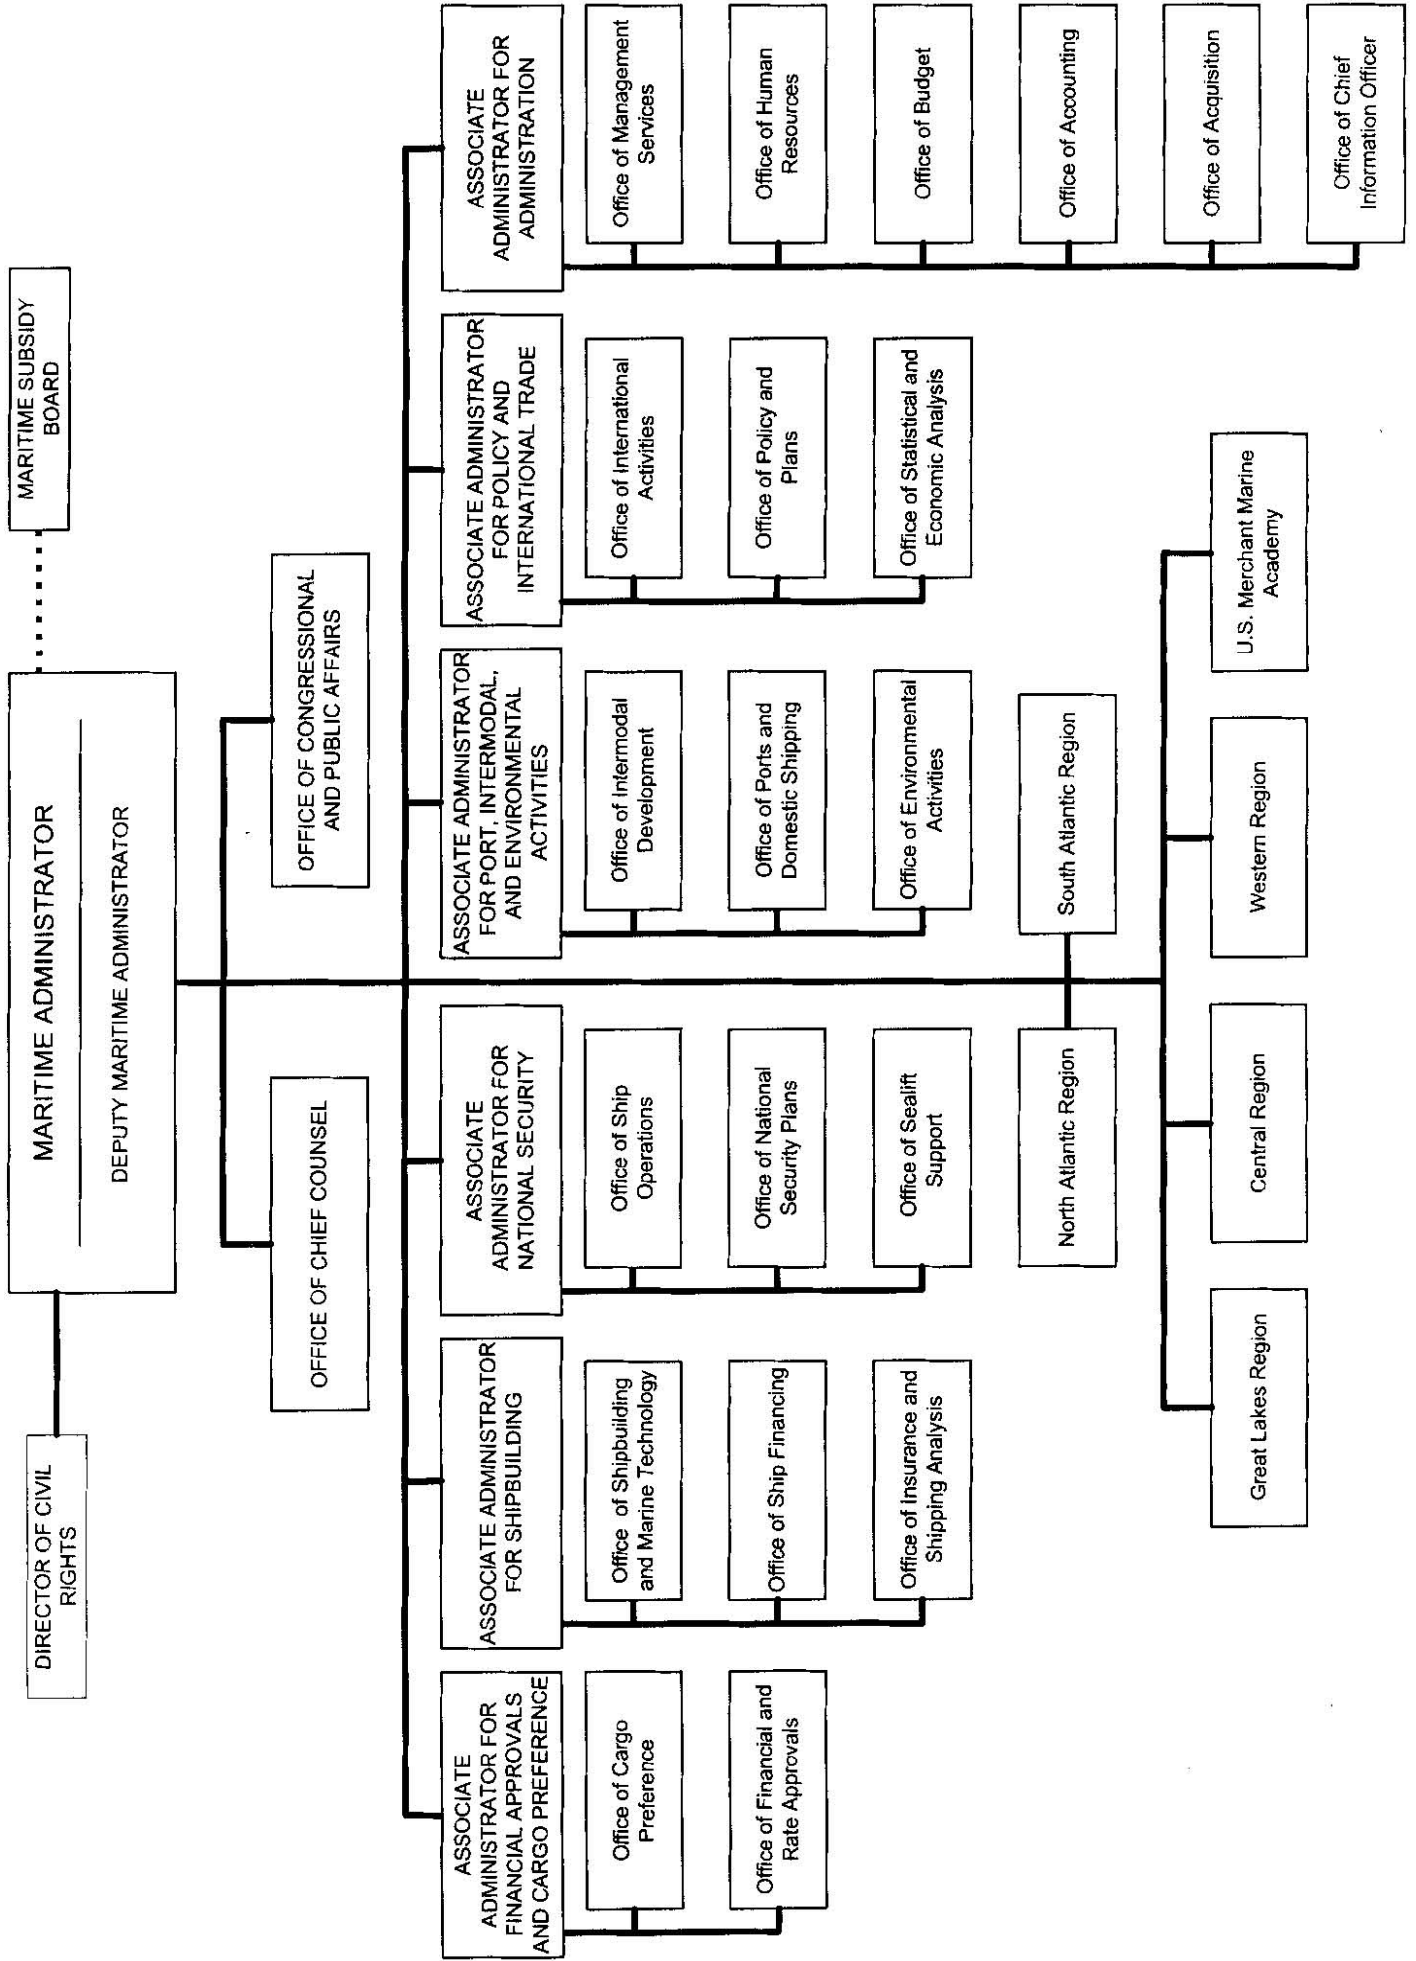 MARITIME ADMINISTRATOR
DEPUTY MARITIME ADMINISTRATOR
DIRECTOR OF CIVIL
RIGHTS
MARITIME SUBSIDY
BOARD
OFFICE OF CHIEF COUNSEL
OFFICE OF CONGRESSIONAL
AND PUBLIC AFFAIRS
ASSOCIATE
ADMINISTRATOR FOR
FINANCIAL APPROVALS
AND CARGO PREFERENCE
Office of Cargo
Preference
Office of Financial and
Rate Approvals
ASSOCIATE ADMINISTRATOR
FOR SHIPBUILDING
Office of Shipbuilding
and Marine Technology
Office of Ship Financing
Office of Insurance and
Shipping Analysis
ASSOCIATE
ADMINISTRATOR FOR
NATIONAL SECURITY
Office of Ship
Operations
Office of National
Security Plans
Office of Sealift
Support
ASSOCIATE ADMINISTRATOR
FOR PORT, INTERMODAL,
AND ENVIRONMENTAL
ACTIVITIES
Office of Intermodal
Development
Office of Ports and
Domestic Shipping
Office of Environmental
Activities
ASSOCIATE ADMINISTRATOR
FOR POLICY AND
INTERNATIONAL TRADE
Office of International
Activities
Office of Policy and
Plans
Office of Statistical and
Economic Analysis
ASSOCIATE
ADMINISTRATOR FOR
ADMINISTRATION
Office of Management
Services
Office of Human
Resources
Office of Budget
Office of Accounting
Office of Acquisition
Office of Chief
Information Officer
North Atlantic Region
South Atlantic Region
Great Lakes Region
Central Region
Western Region
U.S. Merchant Marine
Academy